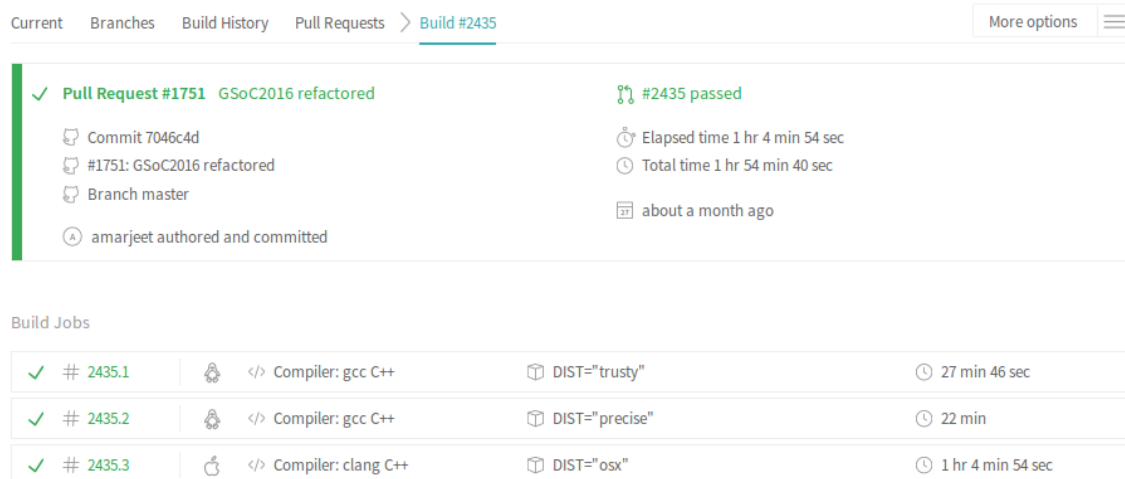 Current Branches Build History Pull Requests Build #2435 More options
Pull Request #1751 GSoC2016 refactored #2435 passed
Commit 7046c4d Elapsed time 1 hr 4 min 54 sec
#1751: GSoC2016 refactored Total time 1 hr 54 min 40 sec
Branch master
27 about a month ago
A amarjeet authored and committed
Build Jobs
# 2435.1 </> Compiler: gcc C++ DIST="trusty" 27 min 46 sec
# 2435.2 </> Compiler: gcc C++ DIST="precise" 22 min
# 2435.3 </> Compiler: clang C++ DIST="osx" 1 hr 4 min 54 sec